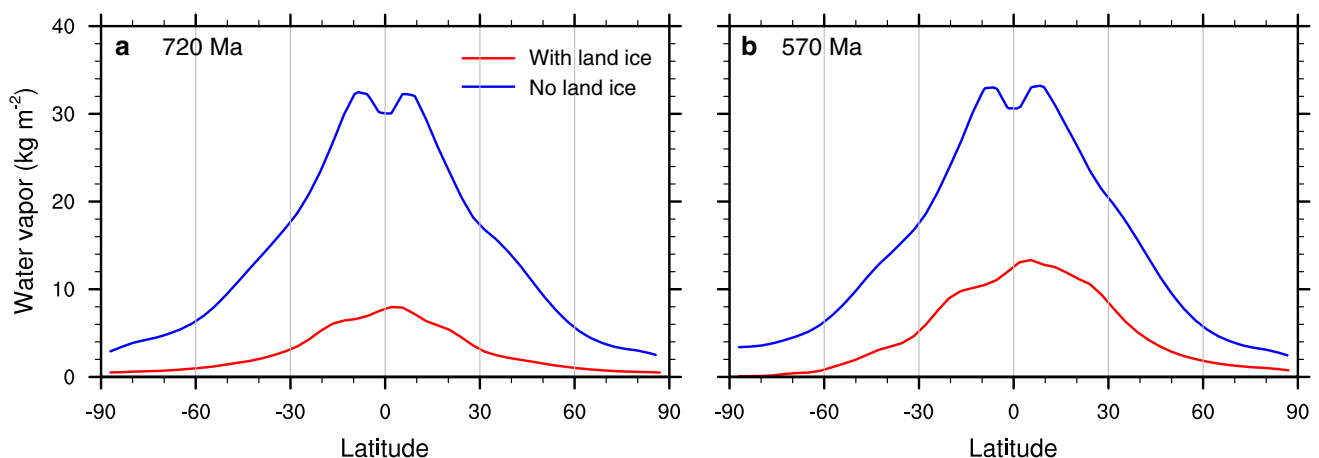 a 720 Ma
With land ice
No land ice
b 570 Ma
Water vapor (kg m-2)
40
30
20
10
0
-90 -60 -30 0 30 60 90
-90 -60 -30 0 30 60 90
Latitude
Latitude